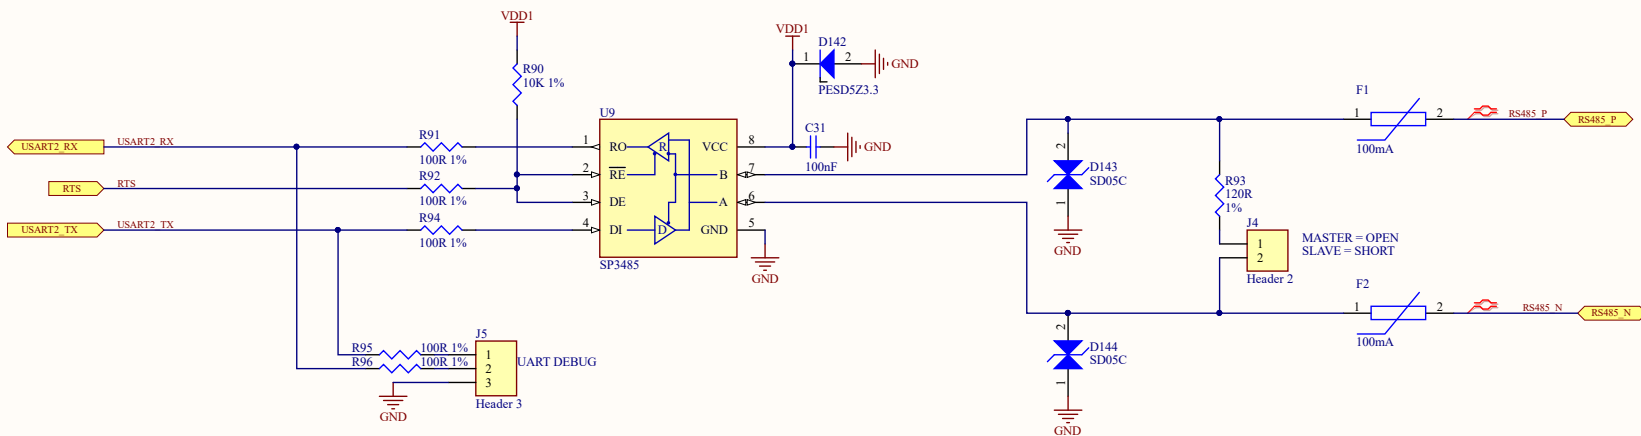 VDD1
R90
10K 1%
VDD1
D142
1 2
GND
PESD5Z3.3
U9
C31
GND
100nF
USART2_RX
USART2_RX
R91
100R 1%
RTS
RTS
R92
100R 1%
USART2_TX
USART2_TX
R94
100R 1%
1 RO VCC 8
R
2 RE B 7
3 DE A 6
4 DI GND 5
D
SP3485
GND
2
D143
SD05C
1
GND
R93
120R
1%
J4
1
2
Header 2
MASTER = OPEN
SLAVE = SHORT
F1
1 2
100mA
RS485_P
RS485_P
F2
1 2
100mA
RS485_N
RS485_N
2
D144
SD05C
1
GND
J5
R95 100R 1% 1
R96 100R 1% 2
3
UART DEBUG
Header 3
GND